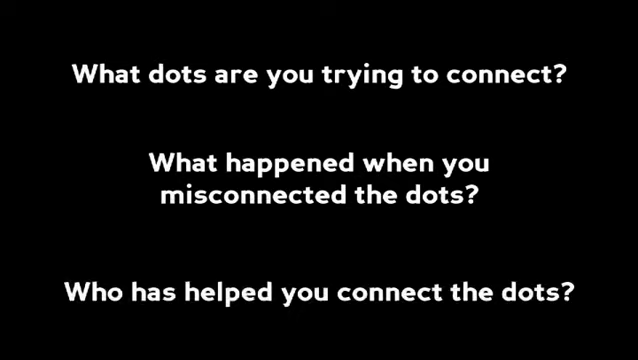 What dots are you trying to connect?
What happened when you
misconnected the dots?
Who has helped you connect the dots?